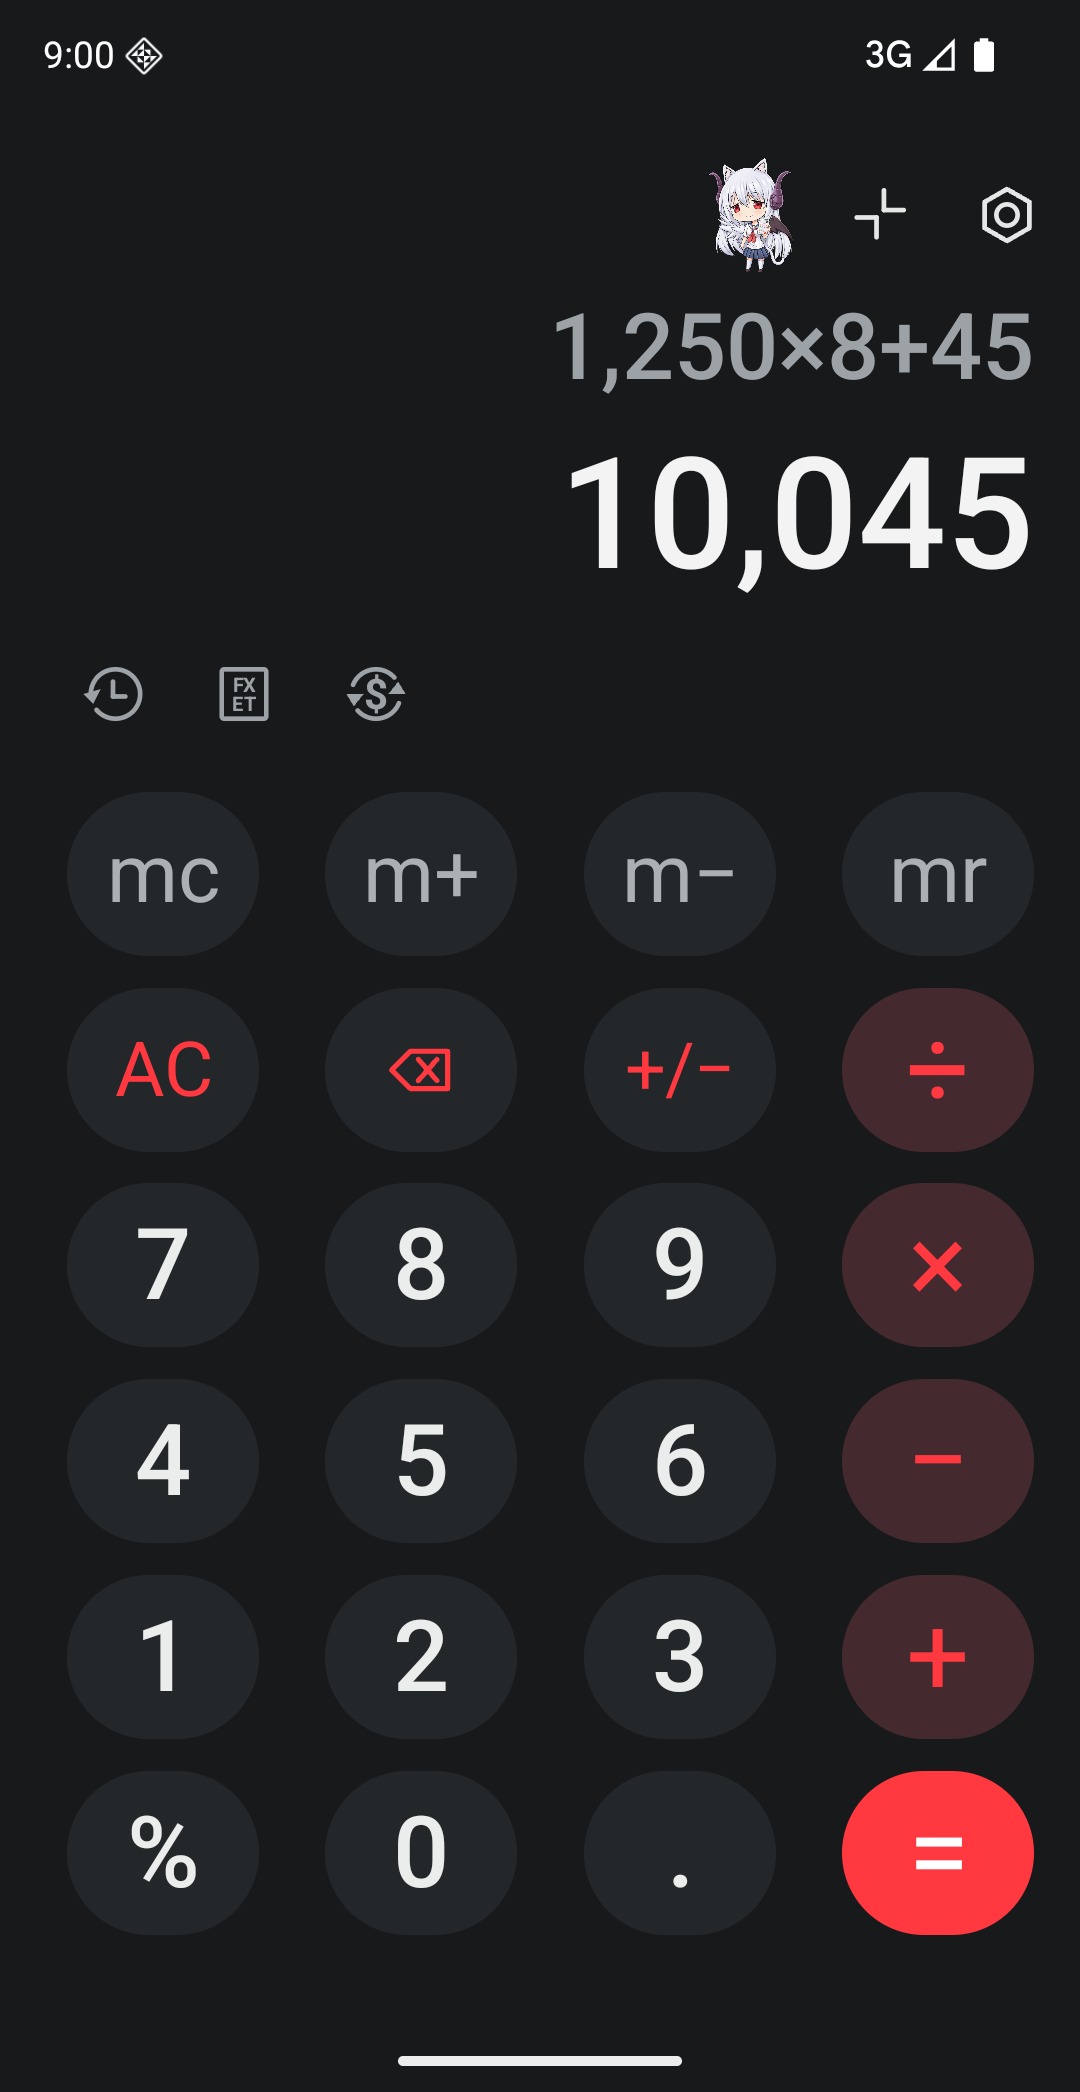 9:00 3G
1,250×8+45
10,045
FX
ET
$
mc m+ m− mr
AC +/− ÷
7 8 9 ×
4 5 6 −
1 2 3 +
% 0 . =